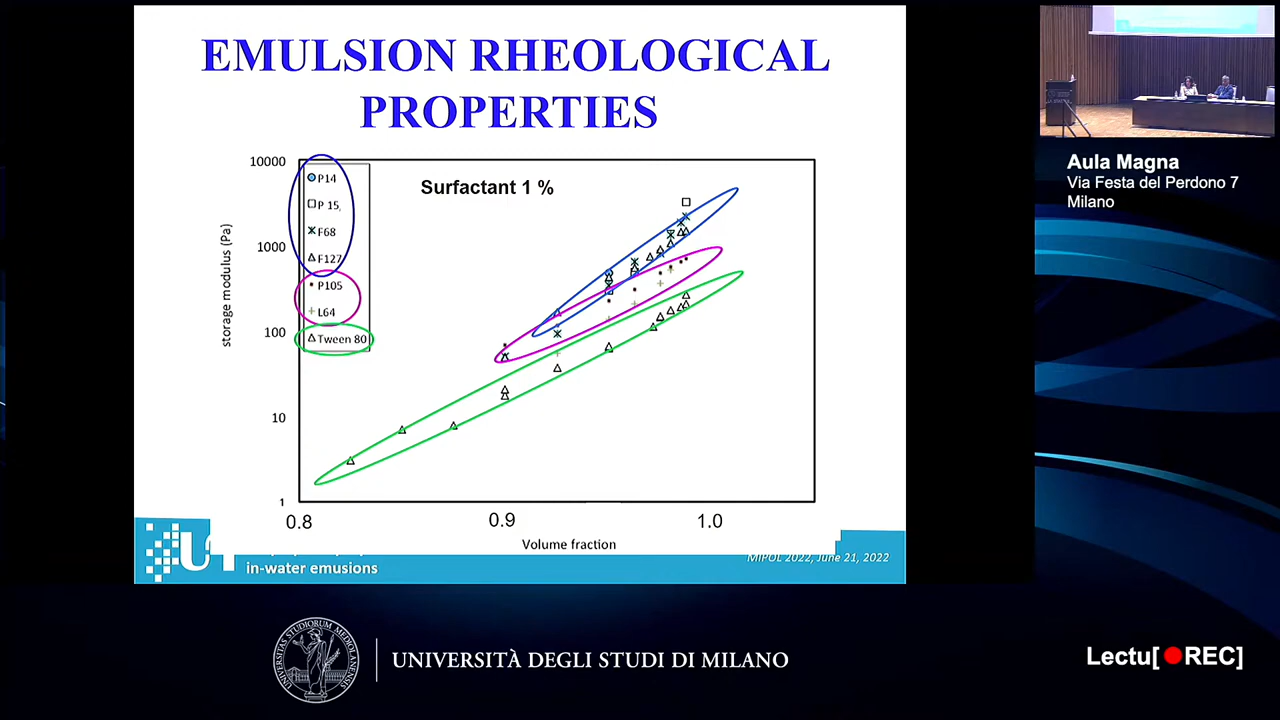 EMULSION RHEOLOGICAL
PROPERTIES
10000
1000
100
10
1
storage modulus (Pa)
P14
P 15,
F68
F127
P105
L64
Tween 80
Surfactant 1 %
0.8
0.9
1.0
Volume fraction
in-water emusions
MIPOL 2022, June 21, 2022
Aula Magna
Via Festa del Perdono 7
Milano
UNIVERSITÀ DEGLI STUDI DI MILANO
Lectu[REC]